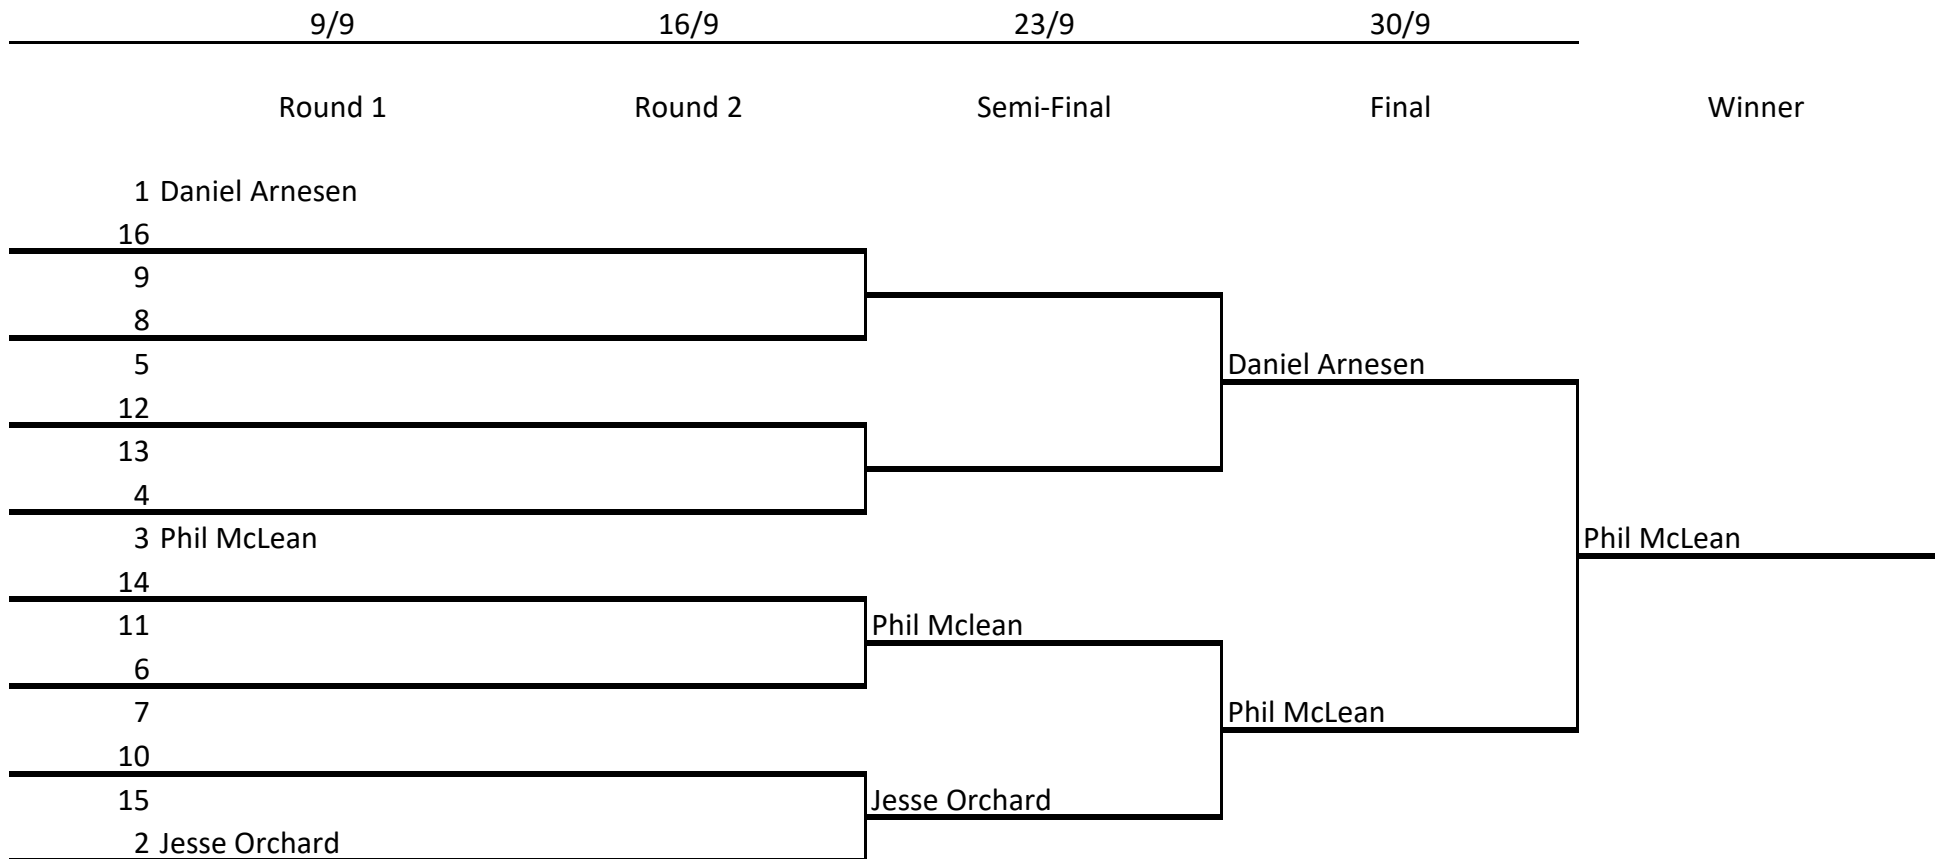 9/9 16/9 23/9 30/9
Round 1 Round 2 Semi-Final Final Winner
1 Daniel Arnesen
16
9
8
5 Daniel Arnesen
12
13
4
3 Phil McLean Phil McLean
14
11 Phil Mclean
6
7 Phil McLean
10
15 Jesse Orchard
2 Jesse Orchard